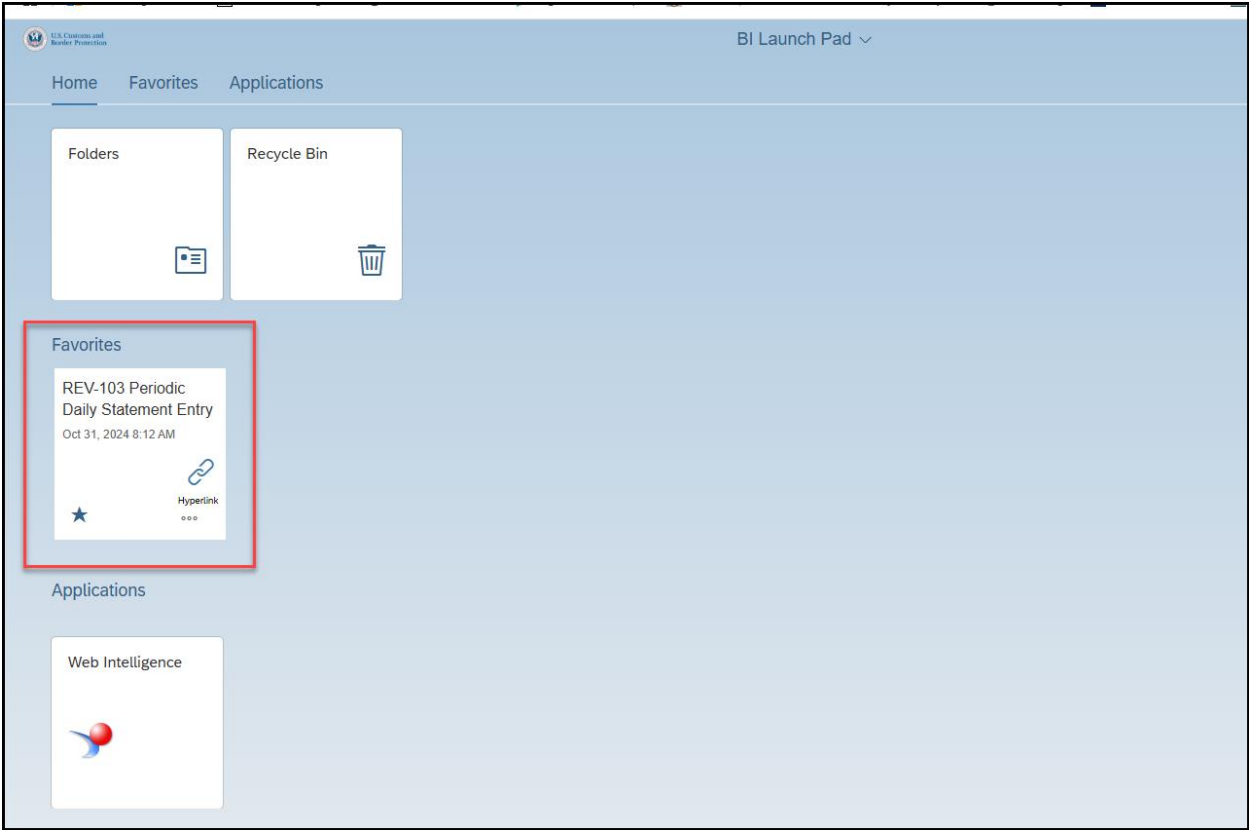 U.S. Customs and
Border Protection
BI Launch Pad
Home Favorites Applications
Folders
Recycle Bin
Favorites
REV-103 Periodic
Daily Statement Entry
Oct 31, 2024 8:12 AM
Hyperlink
Applications
Web Intelligence